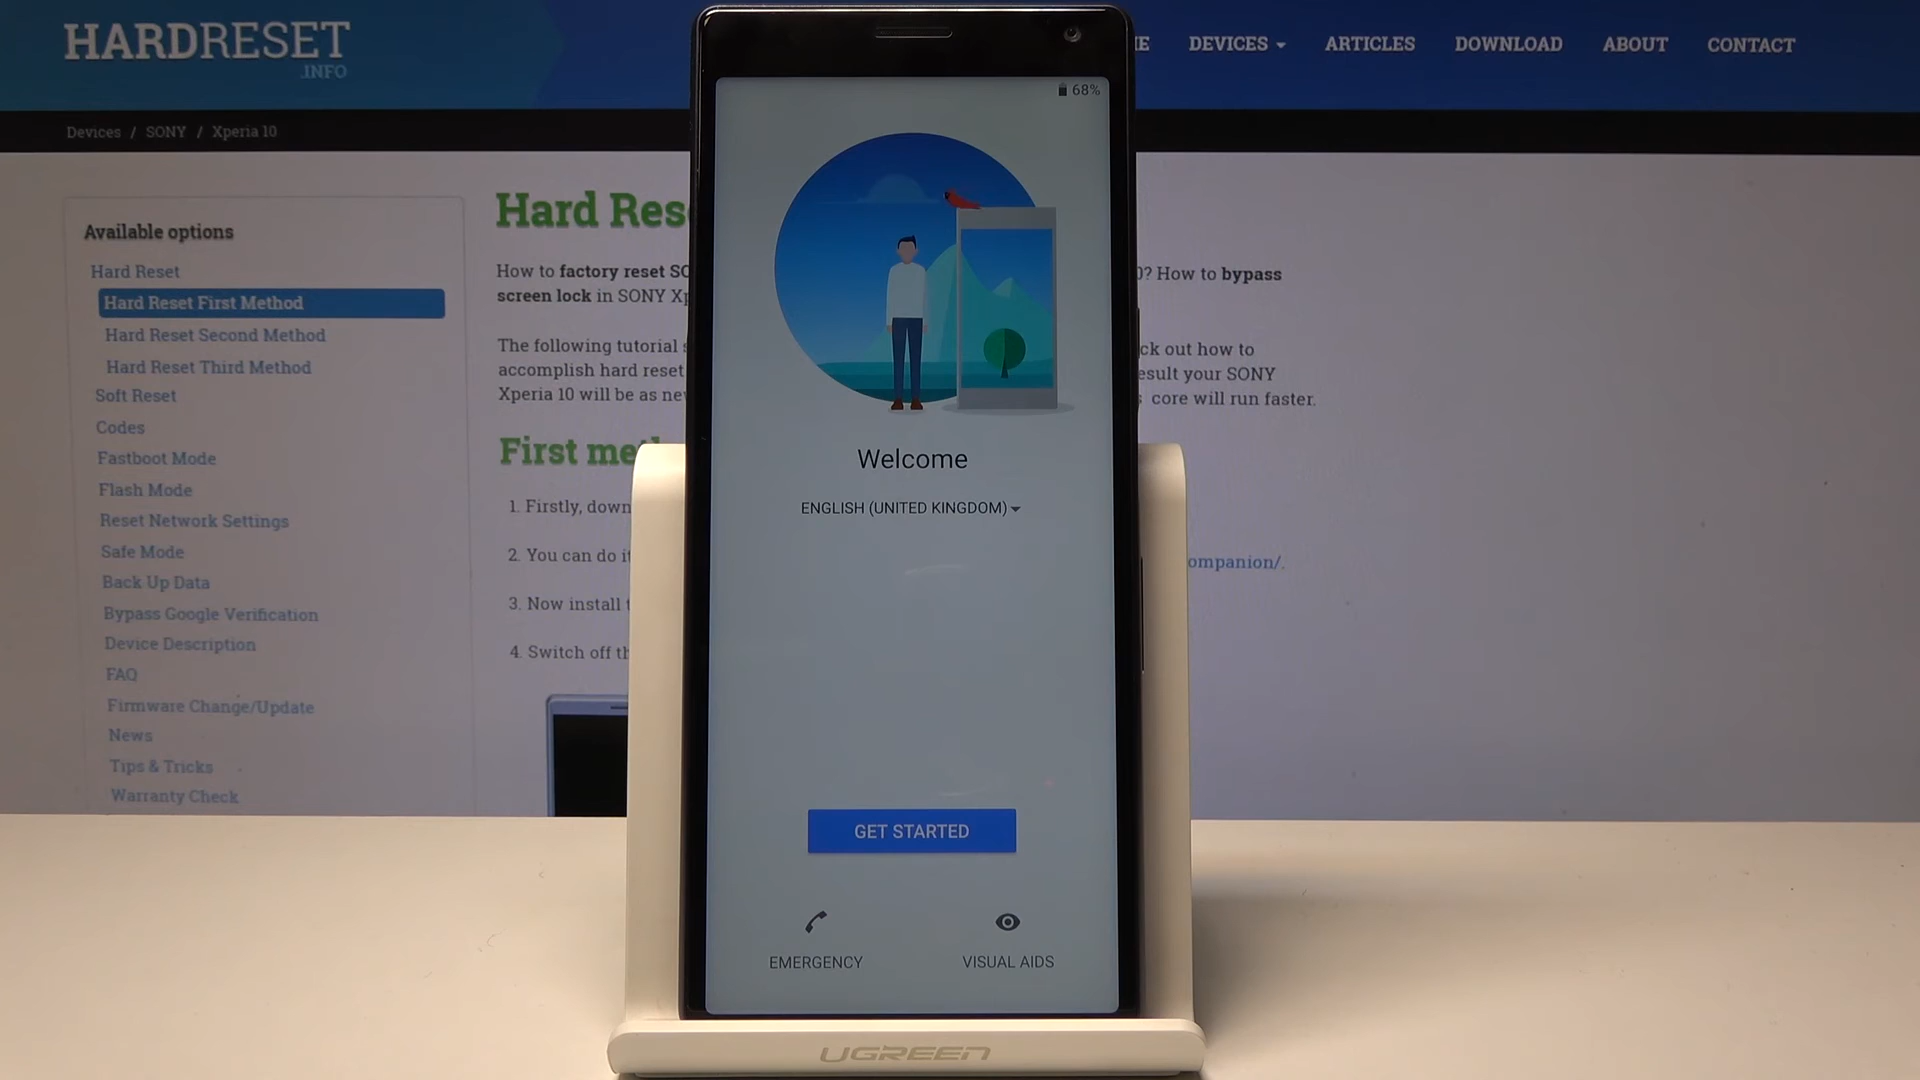 HARDRESET
.INFO
DEVICES
ARTICLES
DOWNLOAD
ABOUT
CONTACT
Devices / SONY / Xperia 10
68%
Available options
Hard Reset
Hard Reset First Method
Hard Reset Second Method
Hard Reset Third Method
Soft Reset
Codes
Fastboot Mode
Flash Mode
Reset Network Settings
Safe Mode
Back Up Data
Bypass Google Verification
Device Description
FAQ
Firmware Change/Update
News
Tips & Tricks
Warranty Check
Hard Res
How to factory reset SO
? How to bypass
screen lock in SONY Xp
The following tutorial
ck out how to
accomplish hard reset
esult your SONY
Xperia 10 will be as ne
core will run faster.
First me
1. Firstly, down
2. You can do it
ompanion/.
3. Now install
4. Switch off th
Welcome
ENGLISH (UNITED KINGDOM)
GET STARTED
EMERGENCY
VISUAL AIDS
UGREEN